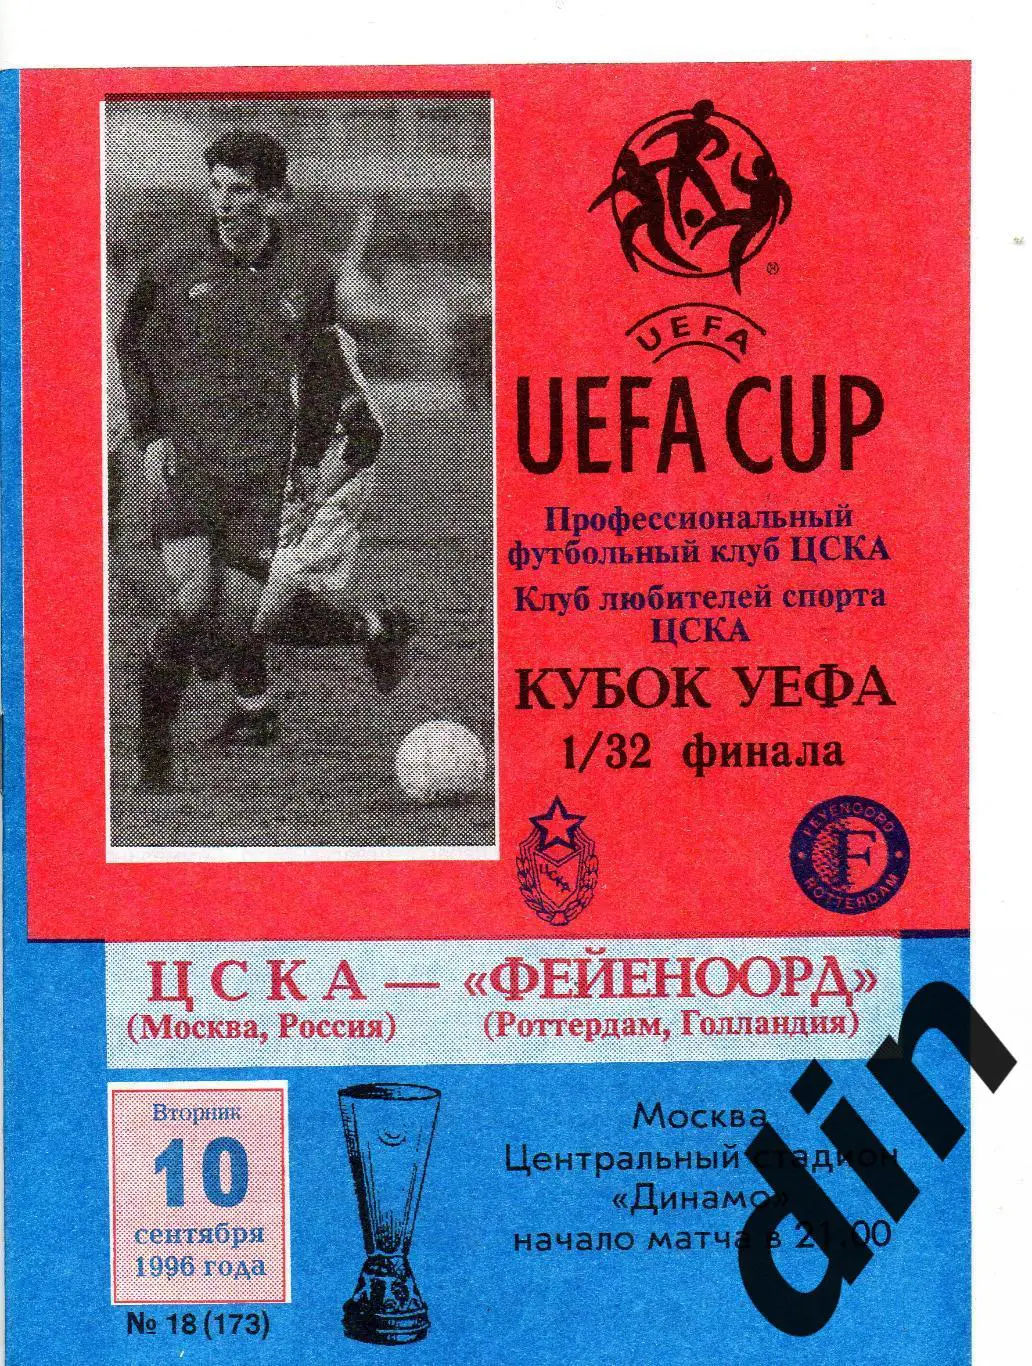 ®
UEFA
UEFA CUP
Профессиональный
футбольный клуб ЦСКА
Клуб любителей спорта
ЦСКА
КУБОК УЕФА
1/32 финала
ЦСКА
FEYENOORD
F
ROTTERDAM
ЦСКА — «ФЕЙЕНООРД»
(Москва, Россия) (Роттердам, Голландия)
Вторник
10
сентября
1996 года
№ 18 (173)
Москва
Центральный стадион
«Динамо»
начало матча в 21.00
din